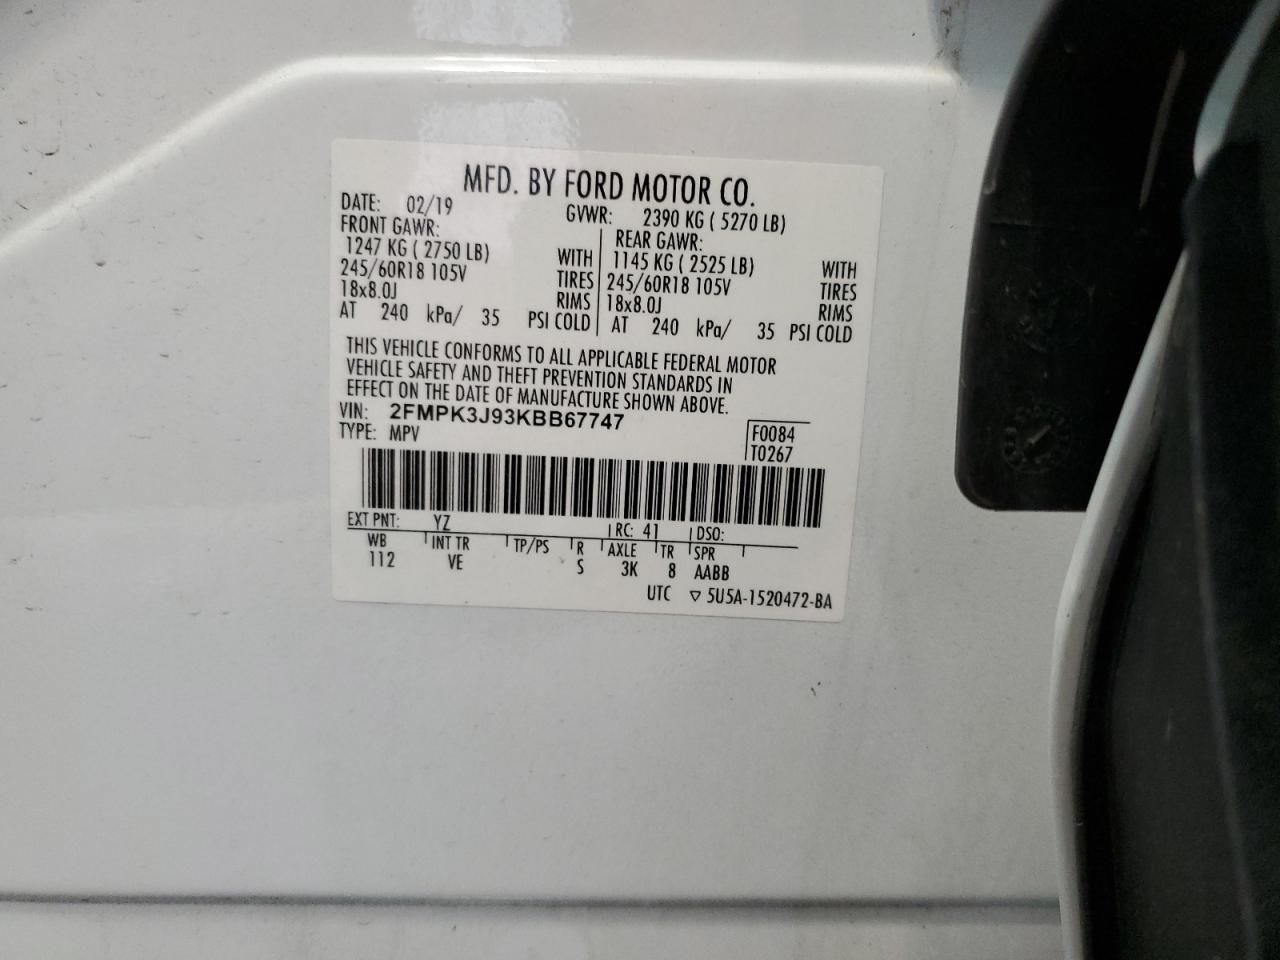 MFD. BY FORD MOTOR CO.
DATE: 02/19 GVWR: 2390 KG ( 5270 LB)
FRONT GAWR: REAR GAWR:
1247 KG ( 2750 LB) WITH 1145 KG ( 2525 LB) WITH
245/60R18 105V TIRES 245/60R18 105V TIRES
18x8.0J RIMS 18x8.0J RIMS
AT 240 kPa/ 35 PSI COLD AT 240 kPa/ 35 PSI COLD
THIS VEHICLE CONFORMS TO ALL APPLICABLE FEDERAL MOTOR
VEHICLE SAFETY AND THEFT PREVENTION STANDARDS IN
EFFECT ON THE DATE OF MANUFACTURE SHOWN ABOVE.
VIN: 2FMPK3J93KBB67747 F0084
TYPE: MPV T0267
EXT PNT: YZ RC: 41 DSO:
WB INT TR TP/PS R AXLE TR SPR
112 VE S 3K 8 AABB
UTC ▽ 5U5A-1520472-BA